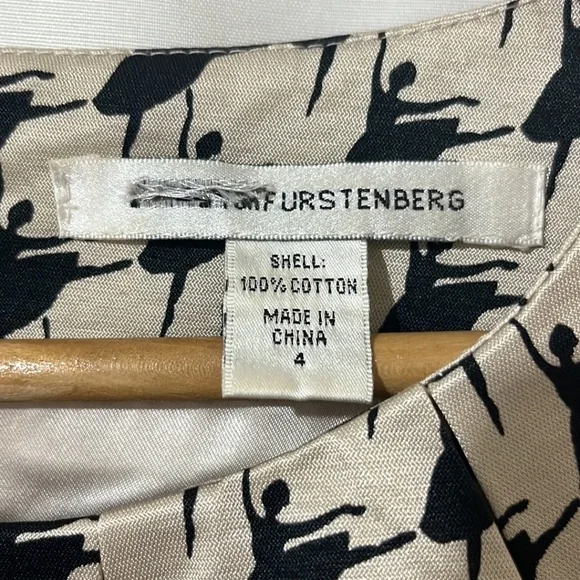 FURSTENBERG
SHELL:
100% COTTON
MADE IN
CHINA
4